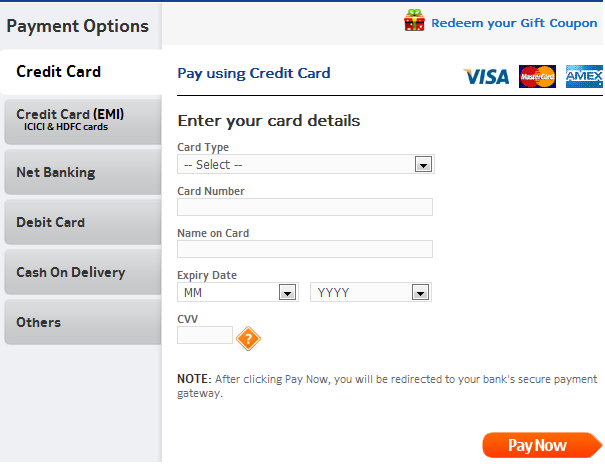 Payment Options
Redeem your Gift Coupon
Credit Card
Credit Card (EMI)
ICICI & HDFC cards
Net Banking
Debit Card
Cash On Delivery
Others
Pay using Credit Card
VISA MasterCard AMEX
Enter your card details
Card Type
-- Select --
Card Number
Name on Card
Expiry Date
MM YYYY
CVV
?
NOTE: After clicking Pay Now, you will be redirected to your bank's secure payment
gateway.
Pay Now